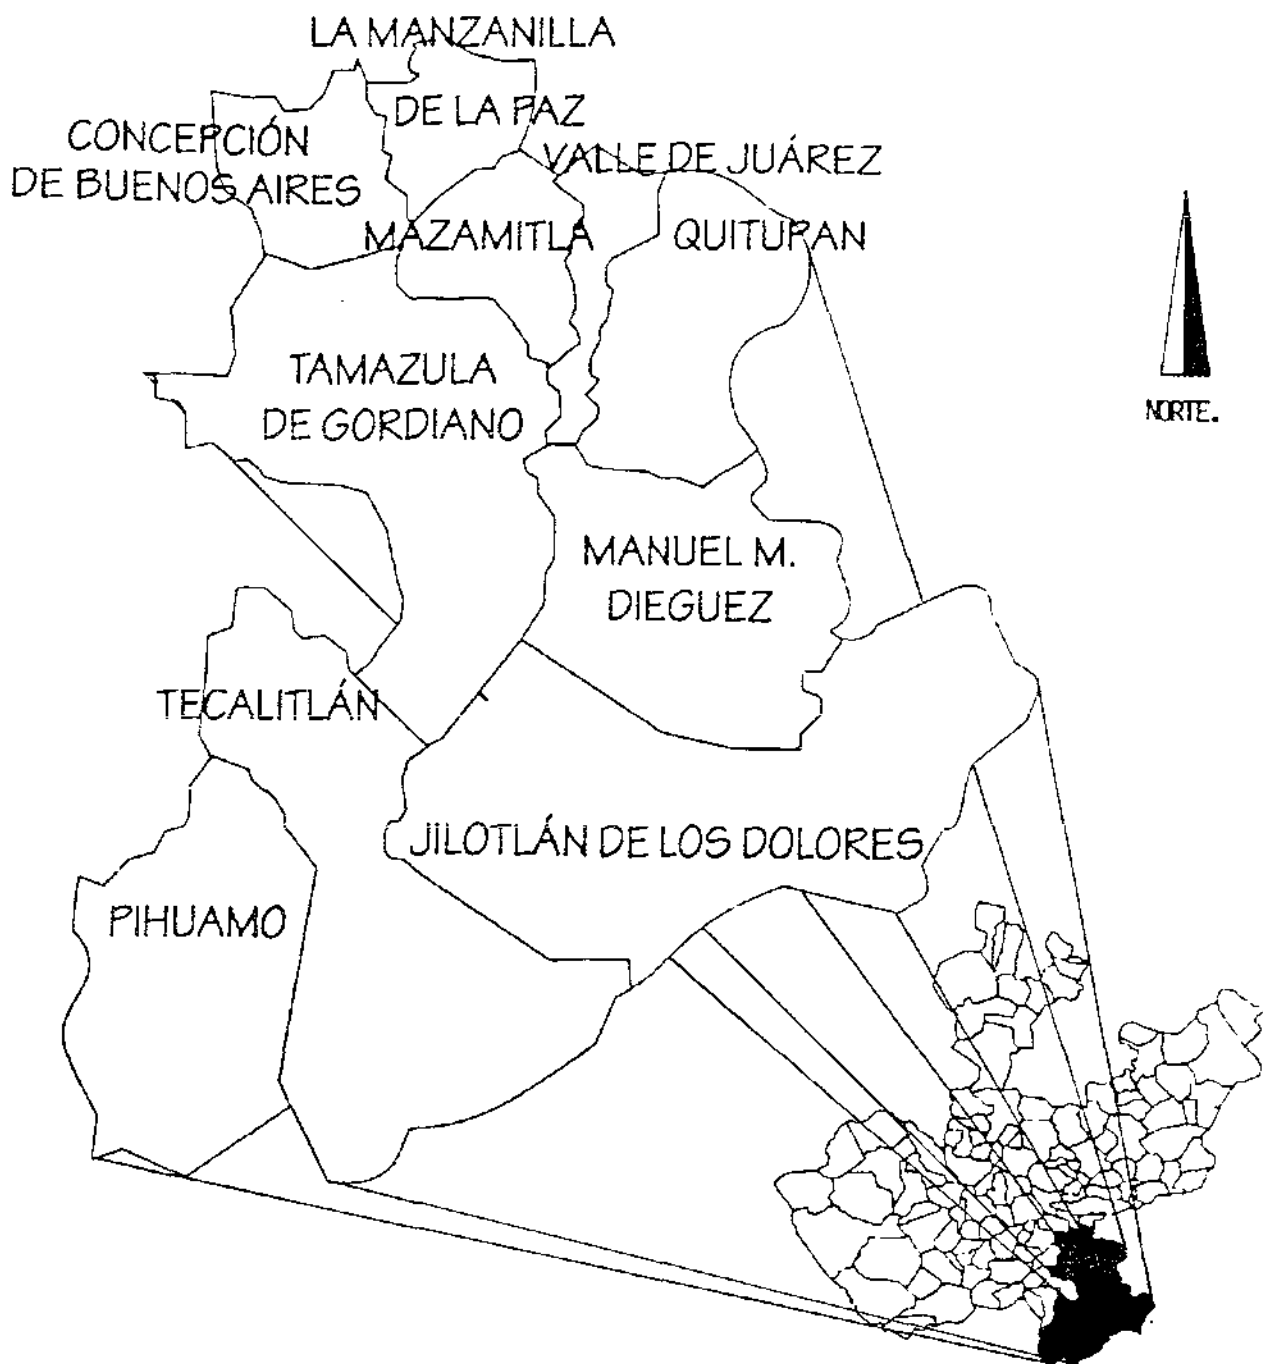 LA MANZANILLA
DE LA PAZ
CONCEPCIÓN
DE BUENOS AIRES
VALLE DE JUÁREZ
MAZAMITLA
QUITUPAN
NORTE.
TAMAZULA
DE GORDIANO
MANUEL M.
DIEGUEZ
TECALITLÁN
JILOTLÁN DE LOS DOLORES
PIHUAMO